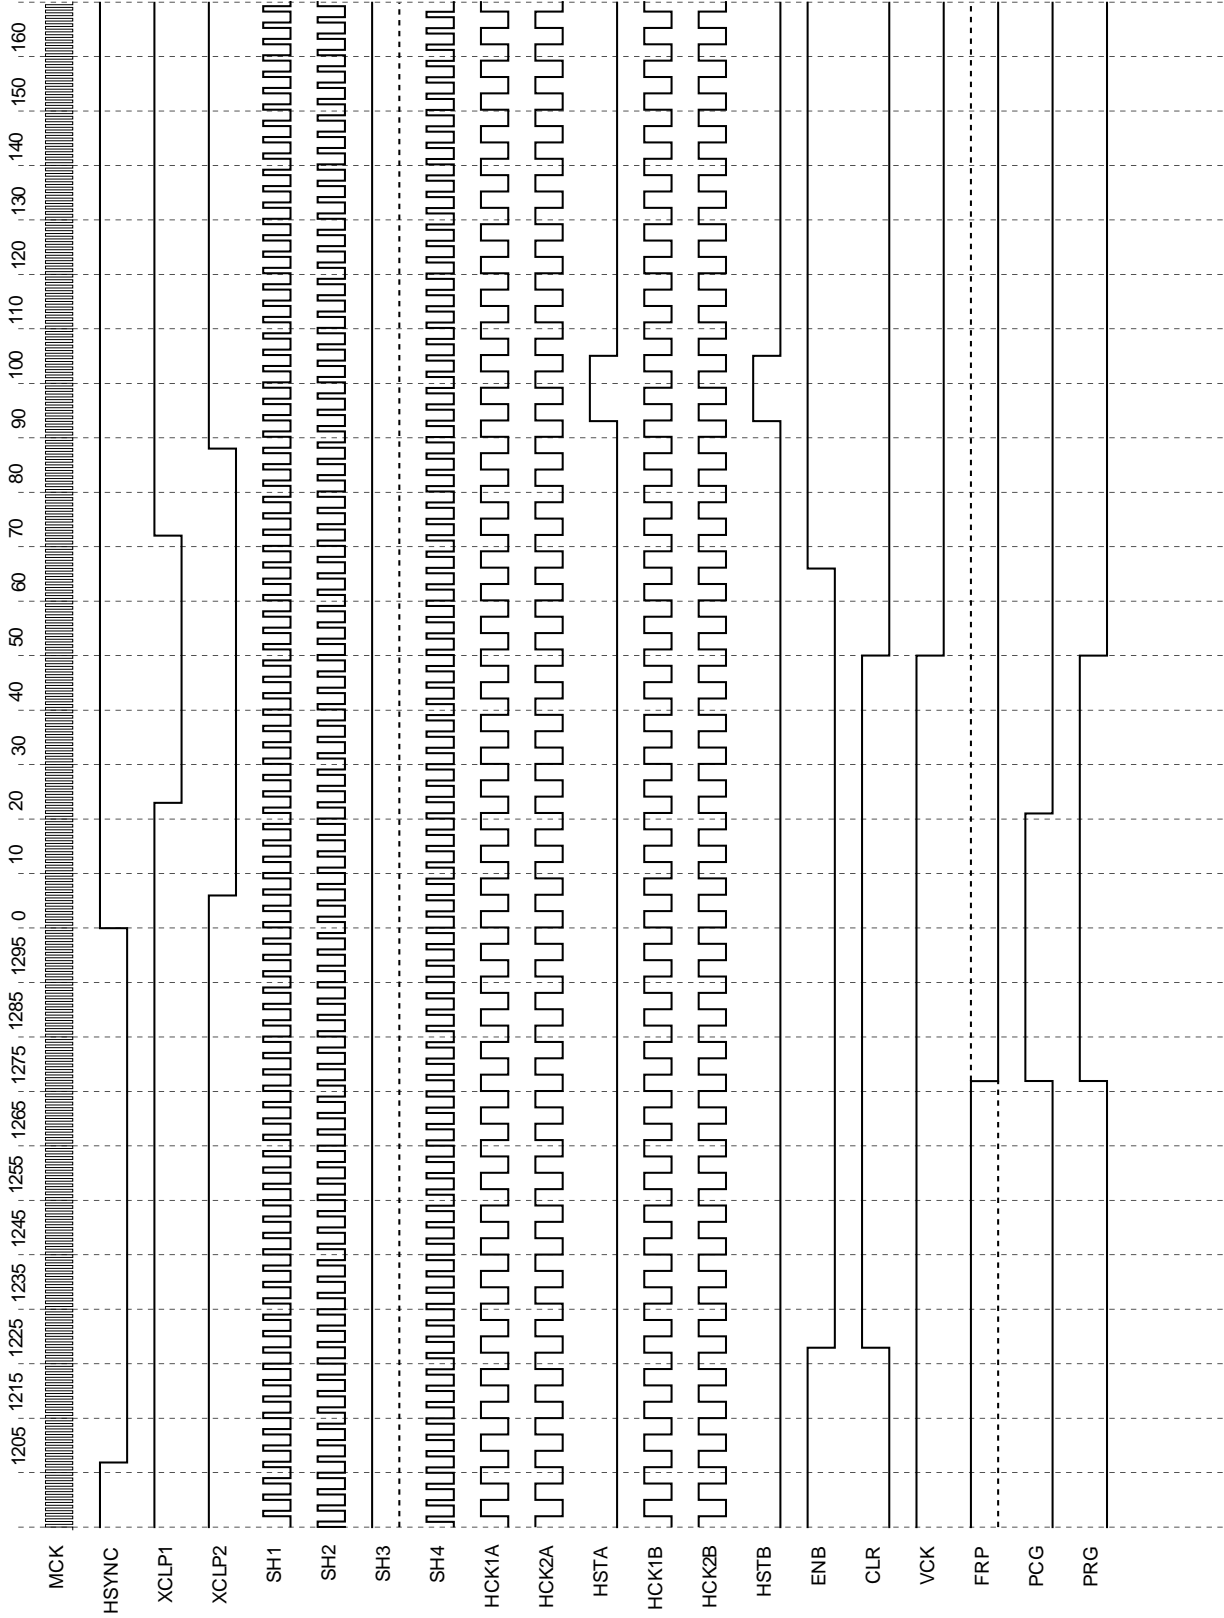 MCK
HSYNC
XCLP1
XCLP2
SH1
SH2
SH3
SH4
HCK1A
HCK2A
HSTA
HCK1B
HCK2B
HSTB
ENB
CLR
VCK
FRP
PCG
PRG
1205 1215 1225 1235 1245 1255 1265 1275 1285 1295 0 10 20 30 40 50 60 70 80 90 100 110 120 130 140 150 160